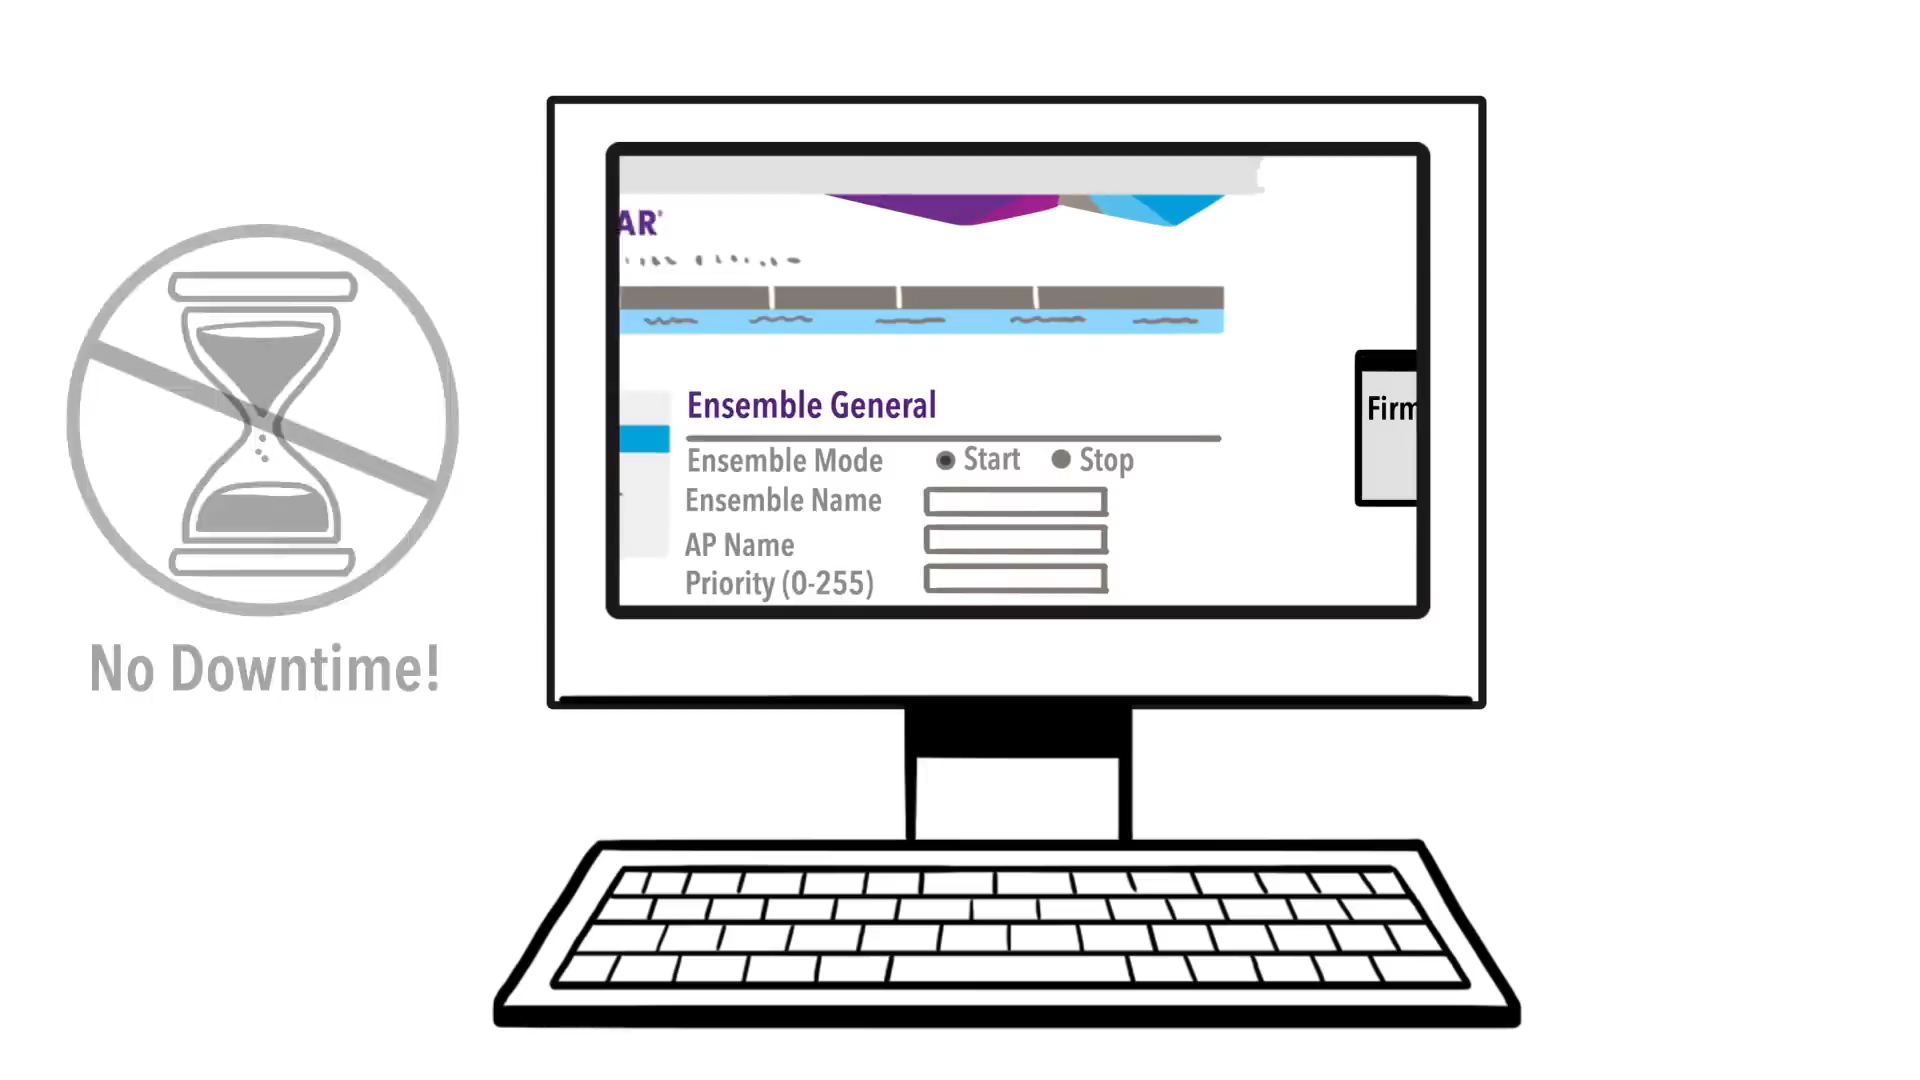 AR
Ensemble General
Ensemble Mode Start Stop
Ensemble Name
AP Name
Priority (0-255)
Firm
No Downtime!